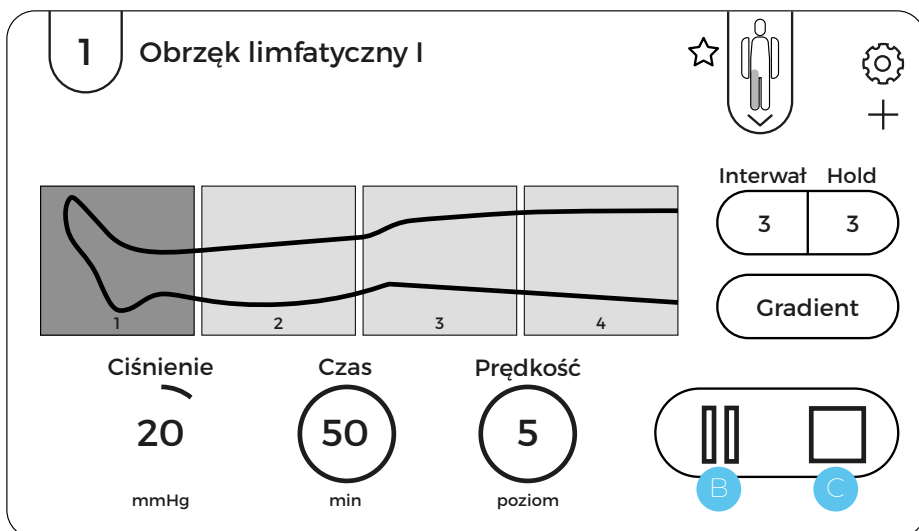 1 Obrzęk limfatyczny I
Interwał Hold
3 3
Gradient
1 2 3 4
Ciśnienie Czas Prędkość
20 50 5
mmHg min poziom
B C